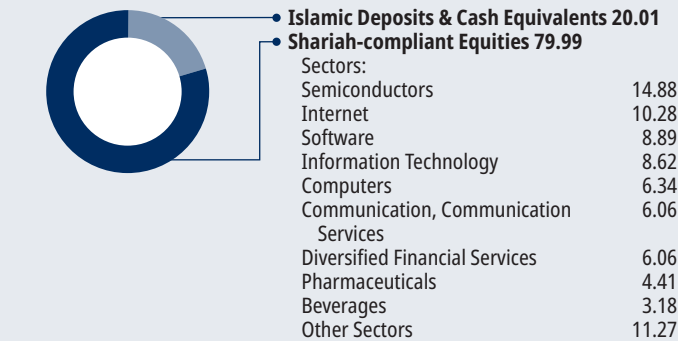 Islamic Deposits & Cash Equivalents 20.01
Shariah-compliant Equities 79.99
Sectors:
Semiconductors 14.88
Internet 10.28
Software 8.89
Information Technology 8.62
Computers 6.34
Communication, Communication 6.06
Services
Diversified Financial Services 6.06
Pharmaceuticals 4.41
Beverages 3.18
Other Sectors 11.27